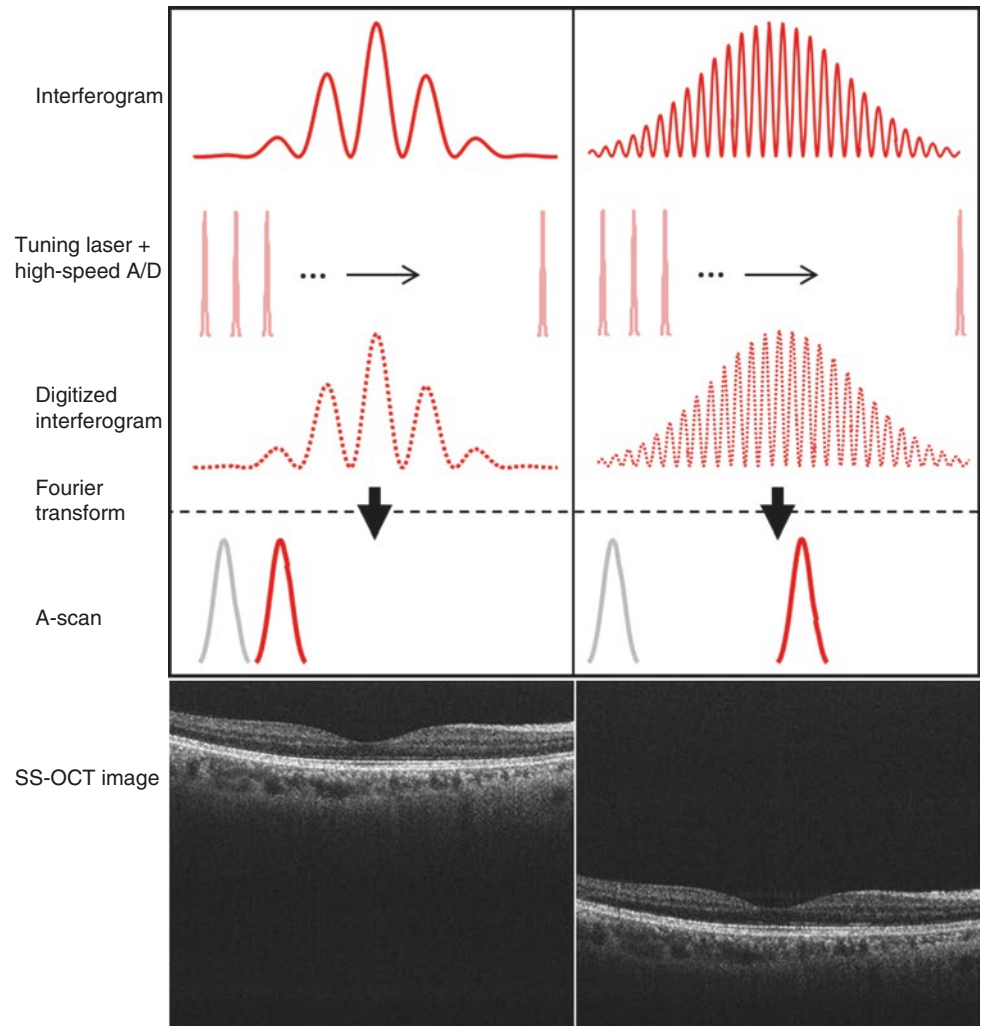 Interferogram
Tuning laser +
high-speed A/D
Digitized
interferogram
Fourier
transform
A-scan
SS-OCT image